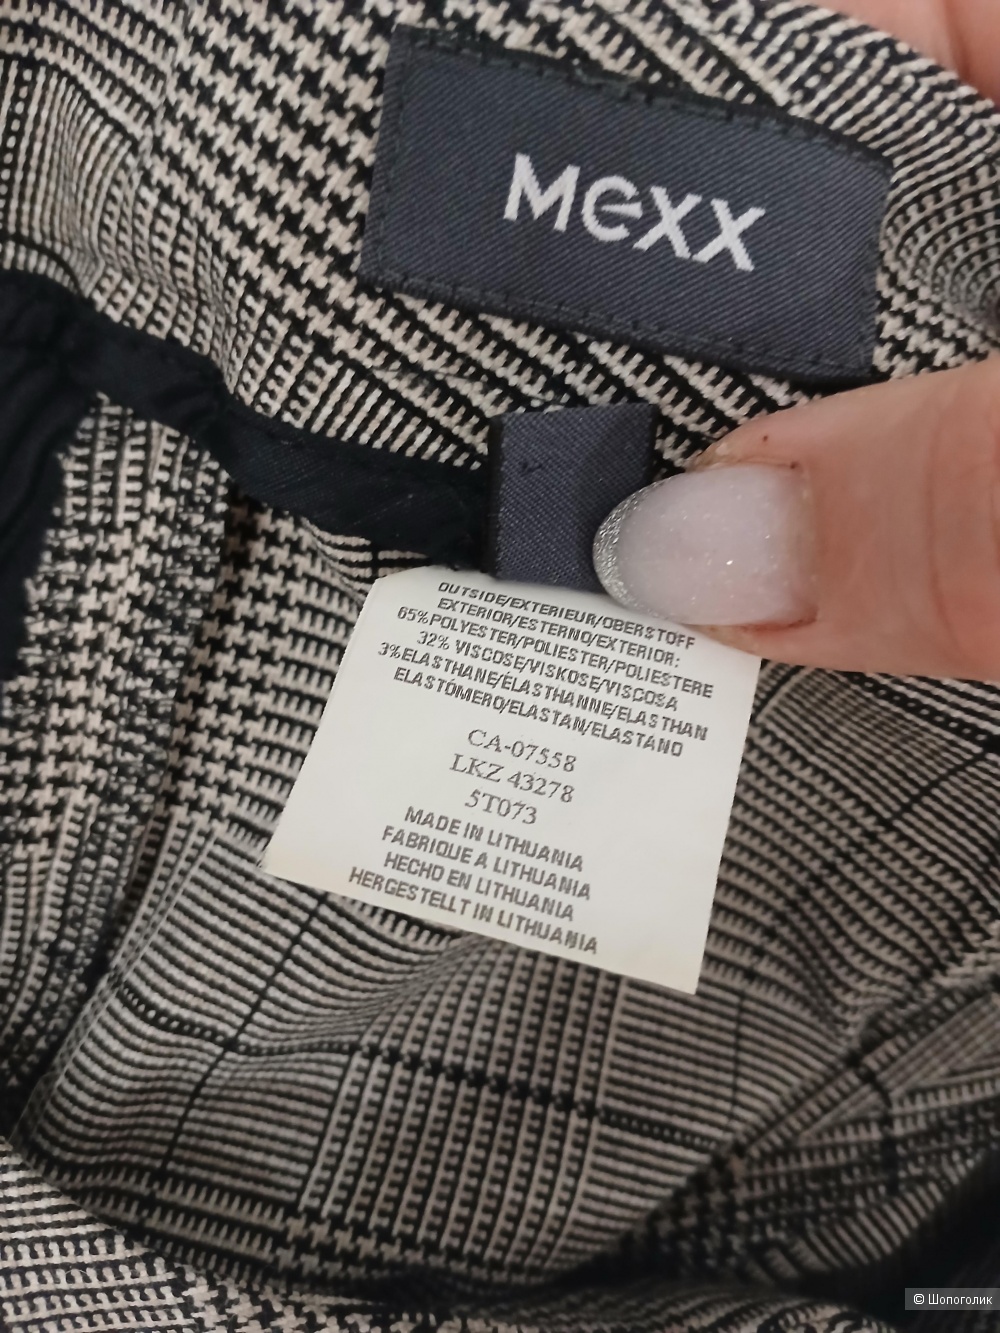 Mexx
OUTSIDE/EXTERIEUR/OBERSTOFF
EXTERIOR/ESTERNO/EXTERIOR:
65%POLYESTER/POLIESTER/POLIESTERE
32% VISCOSE/VISKOSE/VISCOSA
3%ELASTHANE/ÉLASTHANNE/ELASTHAN
ELASTÓMERO/ELASTAN/ELASTANO
CA-07558
LKZ 43278
5T073
MADE IN LITHUANIA
FABRIQUE A LITHUANIA
HECHO EN LITHUANIA
HERGESTELLT IN LITHUANIA
© Шопоголик